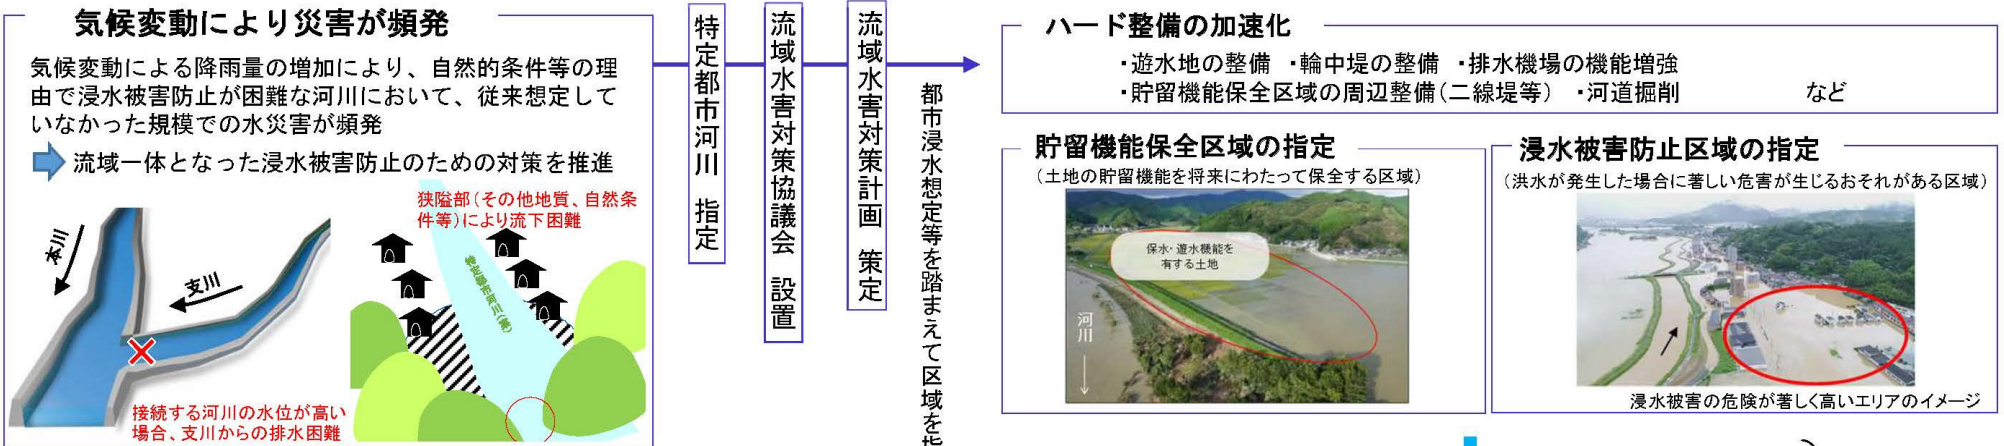 気候変動により災害が頻発
気候変動による降雨量の増加により、自然的条件等の理
由で浸水被害防止が困難な河川において、従来想定して
いなかった規模での水災害が頻発
流域一体となった浸水被害防止のための対策を推進
本川
支川
接続する河川の水位が高い
場合、支川からの排水困難
狭隘部(その他地質、自然条
件等)により流下困難
特定都市河川(案)
特定都市河川 指定
流域水害対策協議会 設置
流域水害対策計画 策定
都市浸水想定等を踏まえて区域を指
ハード整備の加速化
・遊水地の整備 ・輪中堤の整備 ・排水機場の機能増強
・貯留機能保全区域の周辺整備(二線堤等) ・河道掘削 など
貯留機能保全区域の指定
(土地の貯留機能を将来にわたって保全する区域)
保水・遊水機能を
有する土地
河川
浸水被害防止区域の指定
(洪水が発生した場合に著しい危害が生じるおそれがある区域)
浸水被害の危険が著しく高いエリアのイメージ